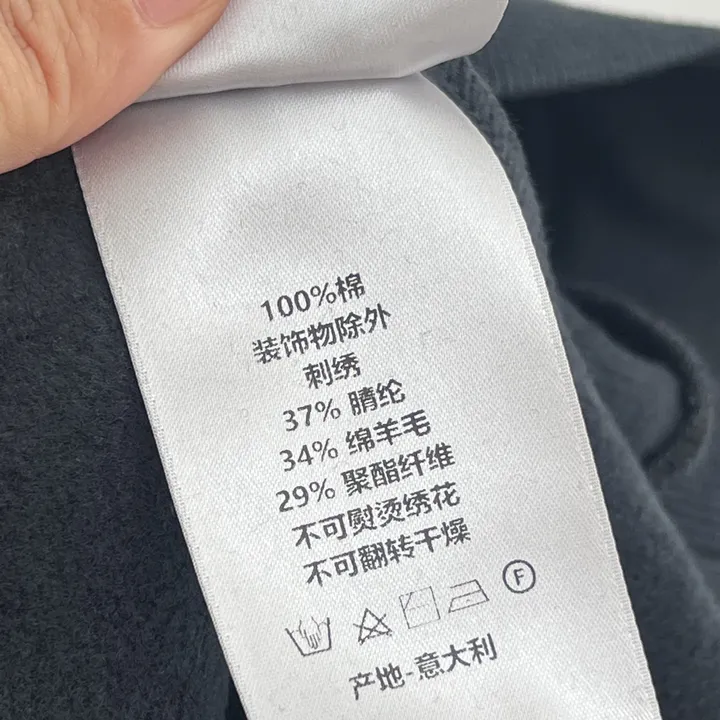 100%棉
装饰物除外
刺绣
37% 腈纶
34% 绵羊毛
29% 聚酯纤维
不可熨烫绣花
不可翻转干燥
F
产地-意大利